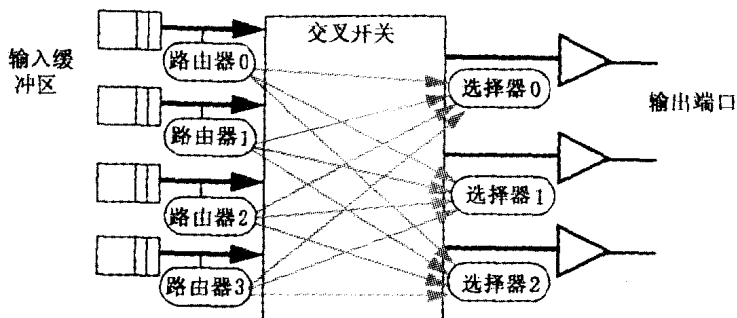 输入缓
冲区
路由器0
路由器1
路由器2
路由器3
交叉开关
选择器0
选择器1
选择器2
输出端口